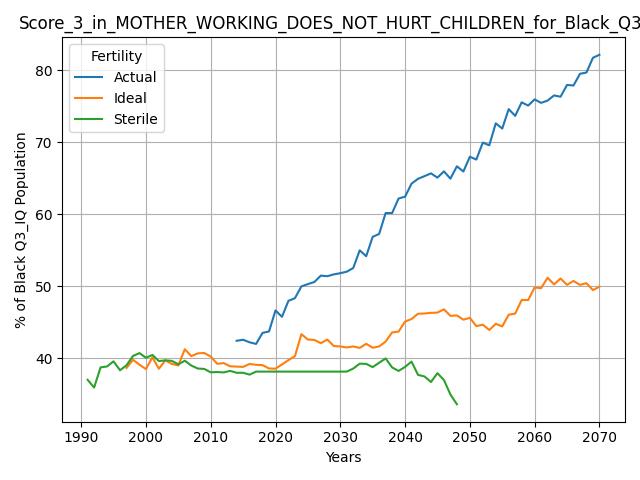 Score_3_in_MOTHER_WORKING_DOES_NOT_HURT_CHILDREN_for_Black_Q3
Fertility
Actual
Ideal
Sterile
% of Black Q3_IQ Population
80
70
60
50
40
1990 2000 2010 2020 2030 2040 2050 2060 2070
Years